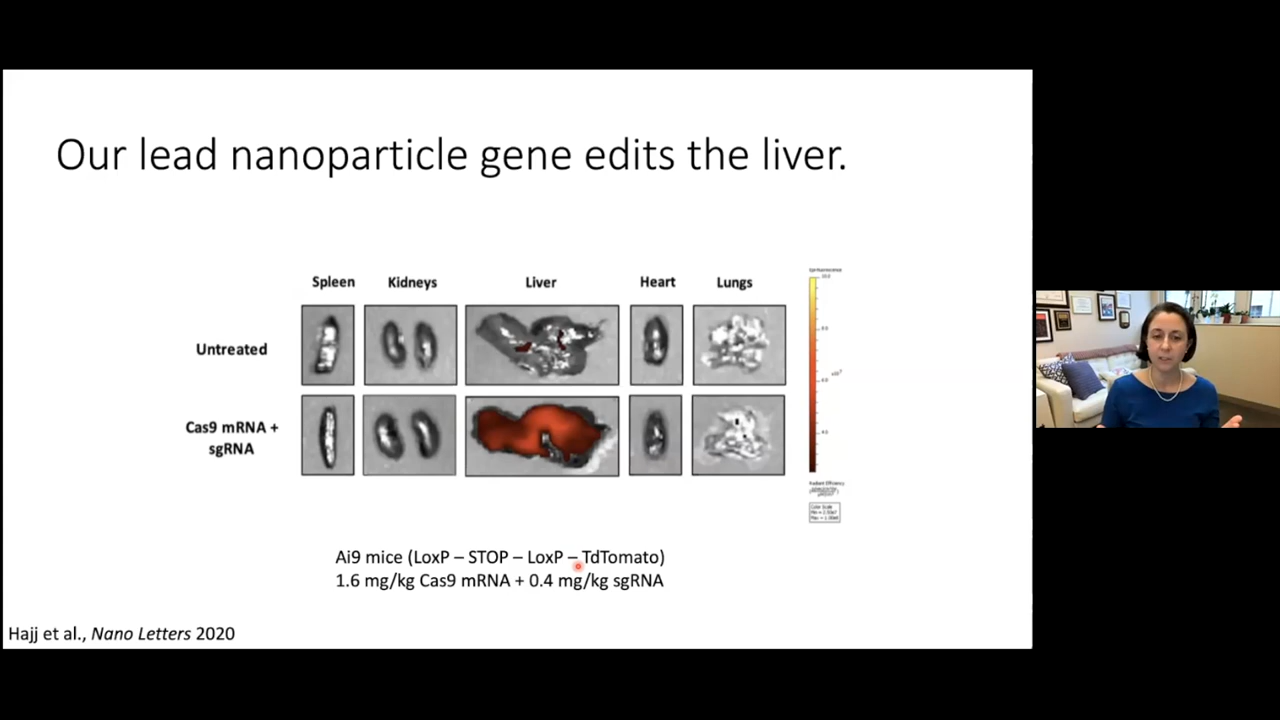 Our lead nanoparticle gene edits the liver.
Spleen Kidneys Liver Heart Lungs
Untreated
Cas9 mRNA +
sgRNA
Ai9 mice (LoxP – STOP – LoxP – TdTomato)
1.6 mg/kg Cas9 mRNA + 0.4 mg/kg sgRNA
Hajj et al., Nano Letters 2020